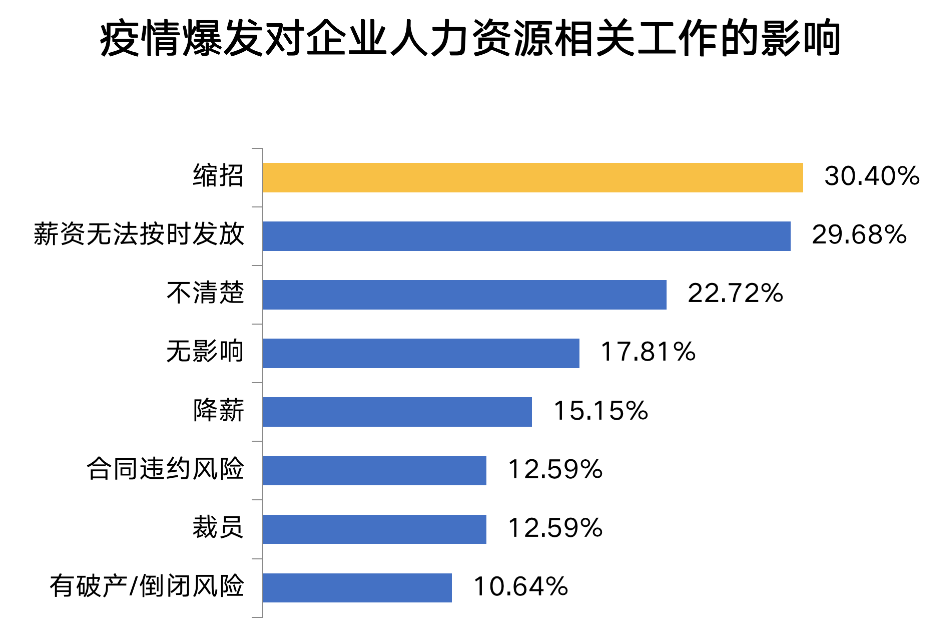 疫情爆发对企业人力资源相关工作的影响
缩招 30.40%
薪资无法按时发放 29.68%
不清楚 22.72%
无影响 17.81%
降薪 15.15%
合同违约风险 12.59%
裁员 12.59%
有破产/倒闭风险 10.64%